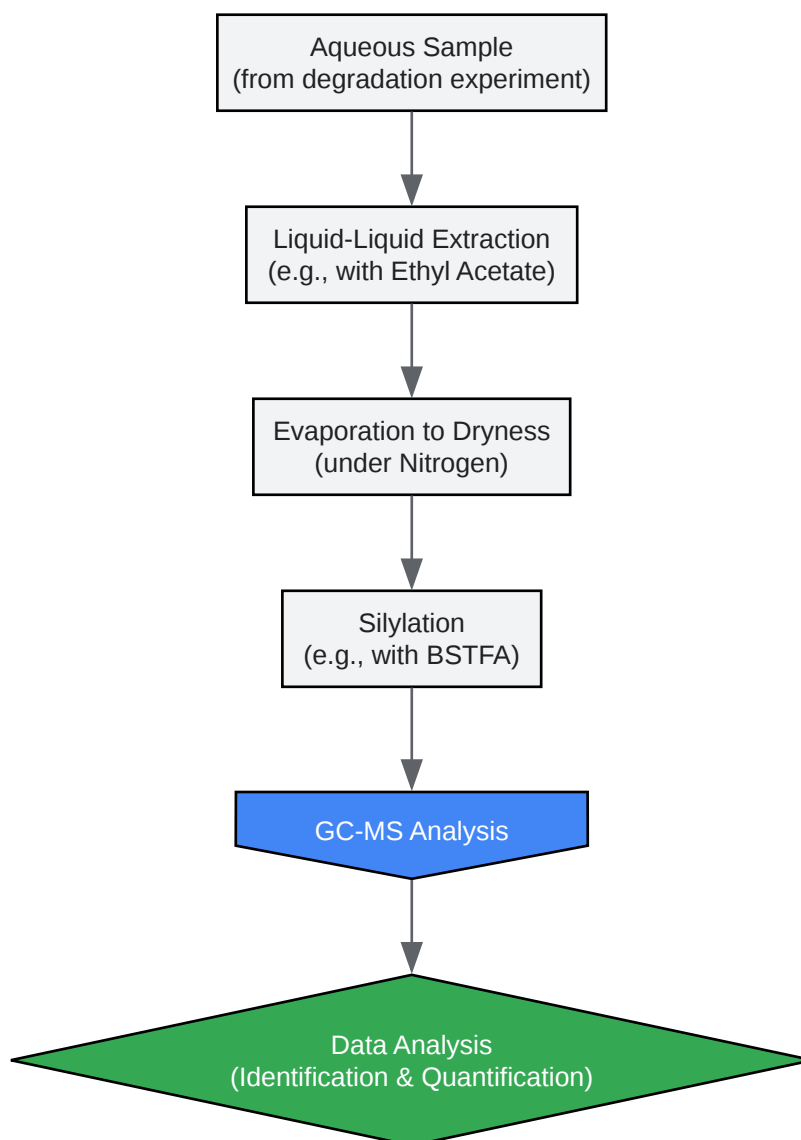 Aqueous Sample
(from degradation experiment)
Liquid-Liquid Extraction
(e.g., with Ethyl Acetate)
Evaporation to Dryness
(under Nitrogen)
Silylation
(e.g., with BSTFA)
GC-MS Analysis
Data Analysis
(Identification & Quantification)